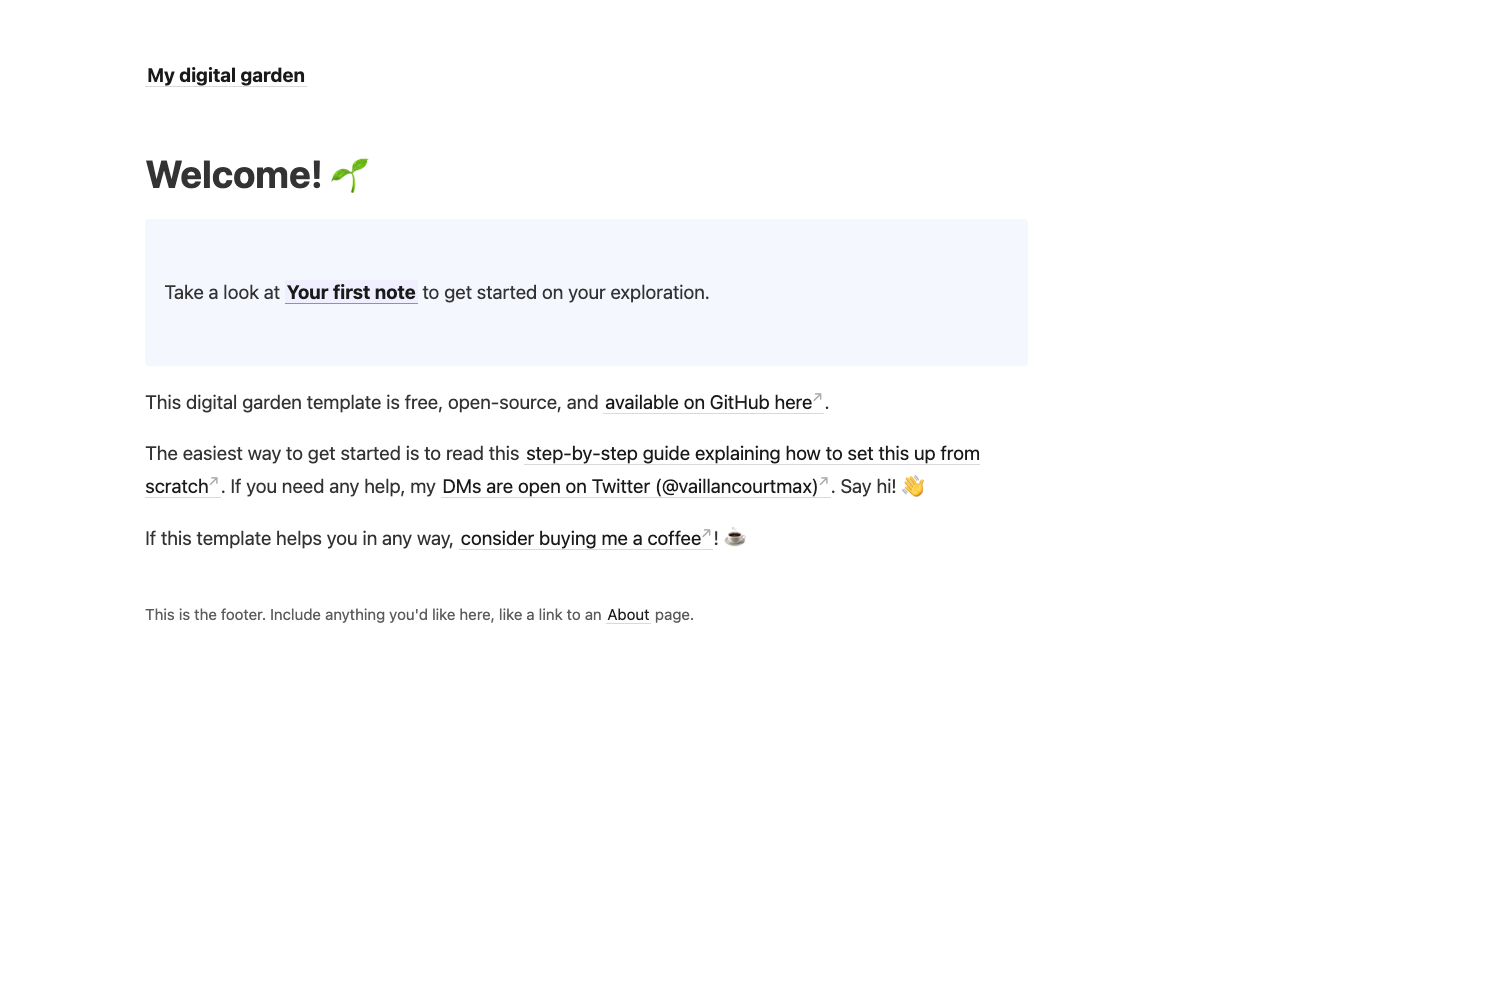 My digital garden
Welcome! 🌱
Take a look at Your first note to get started on your exploration.
This digital garden template is free, open-source, and available on GitHub here↗.
The easiest way to get started is to read this step-by-step guide explaining how to set this up from
scratch↗. If you need any help, my DMs are open on Twitter (@vaillancourtmax)↗. Say hi! 👋
If this template helps you in any way, consider buying me a coffee↗! ☕
This is the footer. Include anything you'd like here, like a link to an About page.